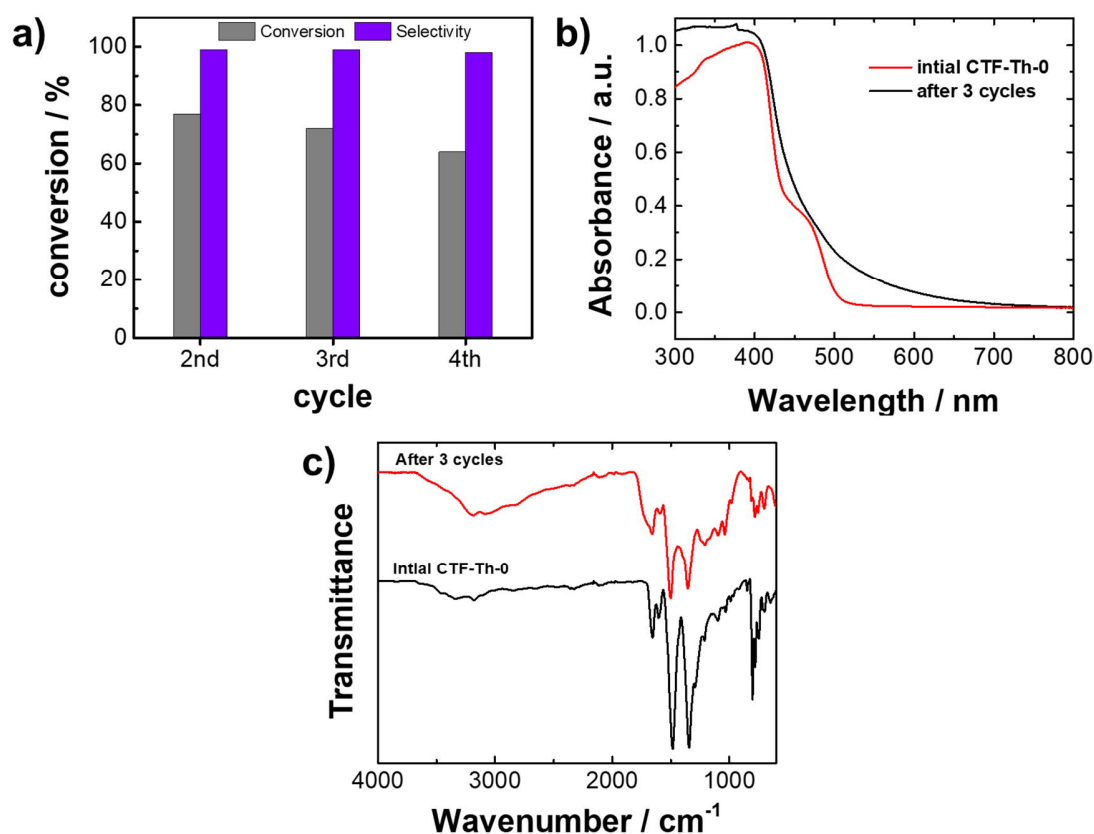 a)
Conversion Selectivity
100
80
60
40
20
0
conversion / %
2nd 3rd 4th
cycle
b)
intial CTF-Th-0
after 3 cycles
1.0
0.8
0.6
0.4
0.2
0.0
Absorbance / a.u.
300 400 500 600 700 800
Wavelength / nm
c)
After 3 cycles
Intial CTF-Th-0
Transmittance
4000 3000 2000 1000
Wavenumber / cm-1